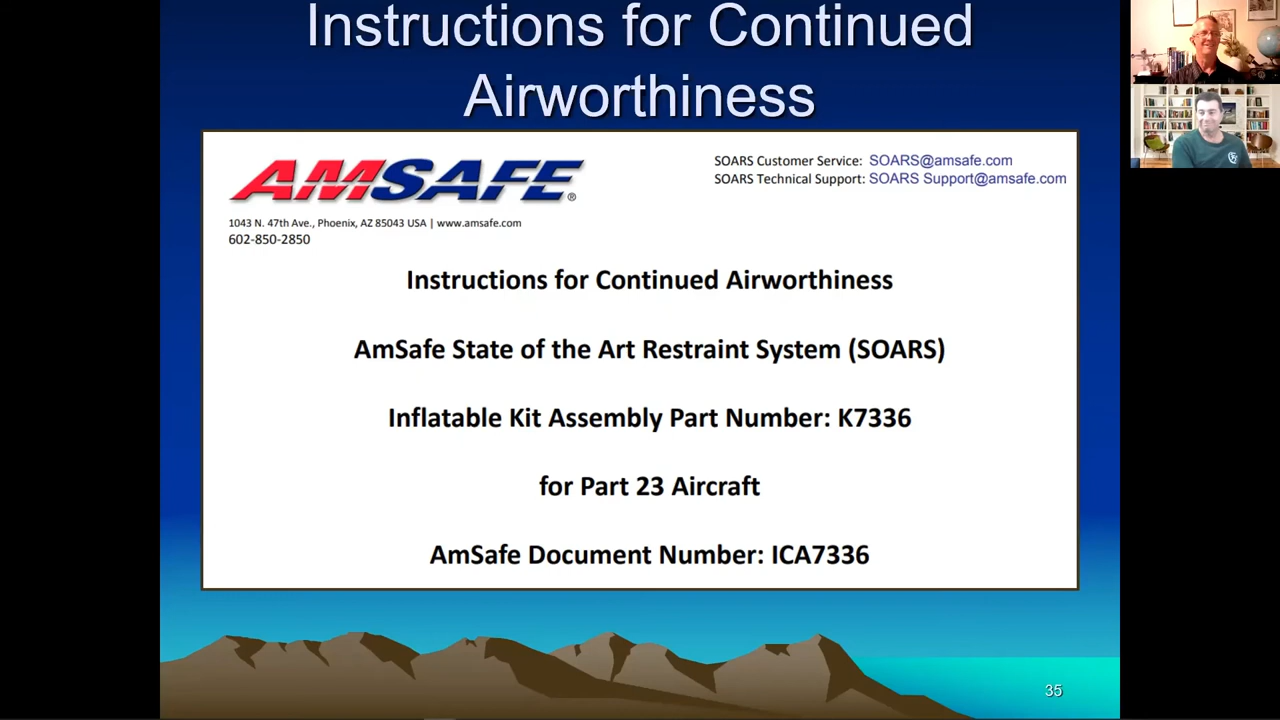 Instructions for Continued
Airworthiness
AMSAFE®
SOARS Customer Service: SOARS@amsafe.com
SOARS Technical Support: SOARS Support@amsafe.com
1043 N. 47th Ave., Phoenix, AZ 85043 USA | www.amsafe.com
602-850-2850
Instructions for Continued Airworthiness
AmSafe State of the Art Restraint System (SOARS)
Inflatable Kit Assembly Part Number: K7336
for Part 23 Aircraft
AmSafe Document Number: ICA7336
35